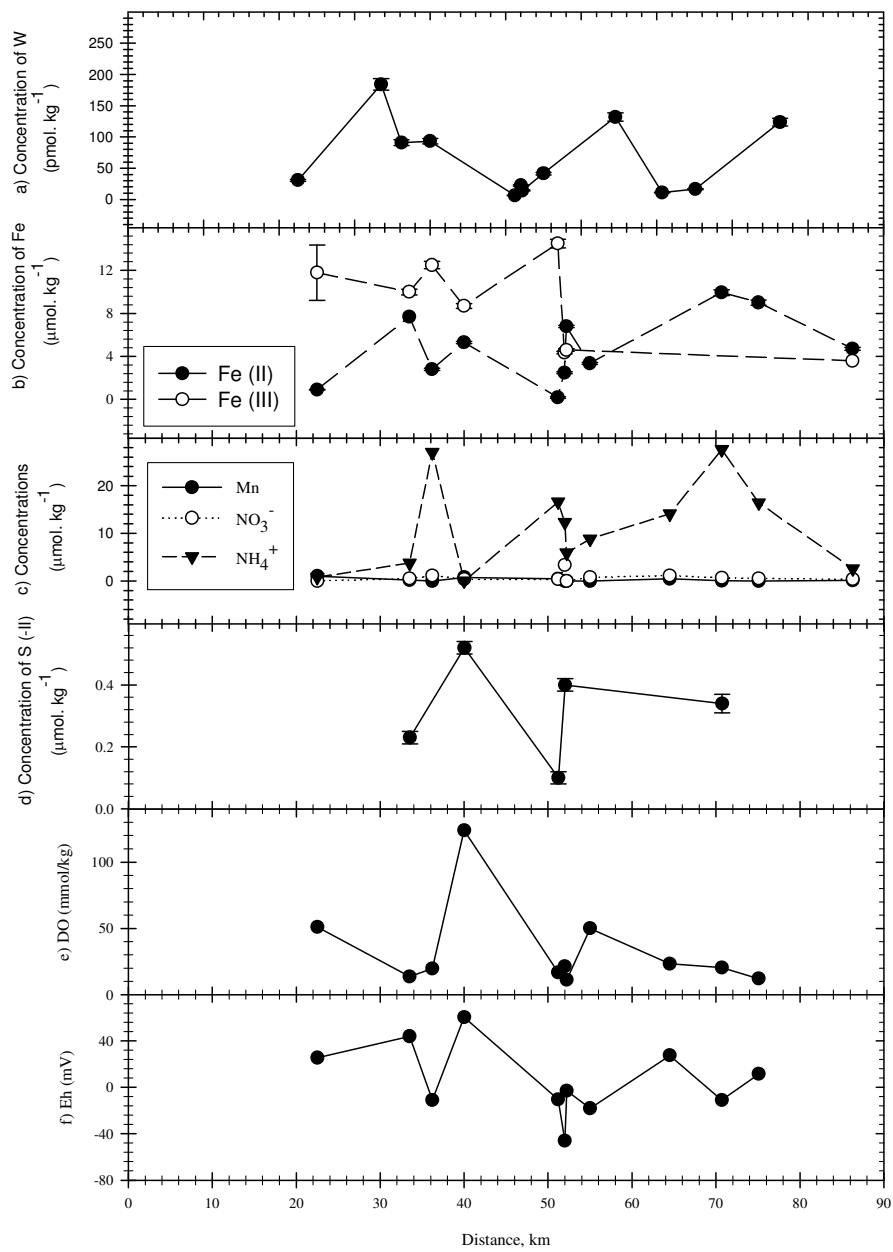 a) Concentration of W
(pmol. kg⁻¹)
250
200
150
100
50
0
b) Concentration of Fe
(μmol. kg⁻¹)
12
8
4
0
Fe (II)
Fe (III)
c) Concentrations
(μmol. kg⁻¹)
20
10
0
Mn
NO₃⁻
NH₄⁺
d) Concentration of S (-II)
(μmol. kg⁻¹)
0.4
0.2
0.0
e) DO (mmol/kg)
100
50
0
f) Eh (mV)
40
0
-40
-80
0 20 30 40 50 60 70 80 90
Distance, km